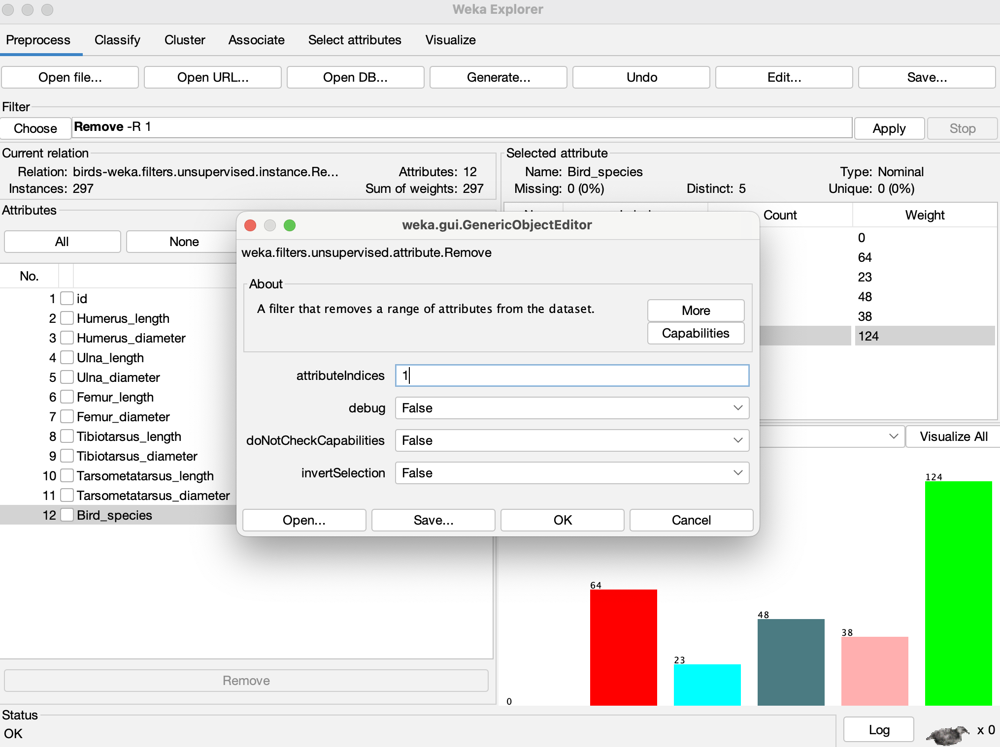 Weka Explorer
Preprocess Classify Cluster Associate Select attributes Visualize
Open file... Open URL... Open DB... Generate... Undo Edit... Save...
Filter
Choose Remove -R 1 Apply Stop
Current relation
Relation: birds-weka.filters.unsupervised.instance.Re... Attributes: 12
Instances: 297 Sum of weights: 297
Selected attribute
Name: Bird_species Type: Nominal
Missing: 0 (0%) Distinct: 5 Unique: 0 (0%)
Count Weight
0
64
23
48
38
124
Attributes
All None
No.
1 id
2 Humerus_length
3 Humerus_diameter
4 Ulna_length
5 Ulna_diameter
6 Femur_length
7 Femur_diameter
8 Tibiotarsus_length
9 Tibiotarsus_diameter
10 Tarsometatarsus_length
11 Tarsometatarsus_diameter
12 Bird_species
Remove
weka.gui.GenericObjectEditor
weka.filters.unsupervised.attribute.Remove
About
A filter that removes a range of attributes from the dataset.
More
Capabilities
attributeIndices 1
debug False
doNotCheckCapabilities False
invertSelection False
Open... Save... OK Cancel
Visualize All
0
64
23
48
38
124
Status
OK
Log x 0